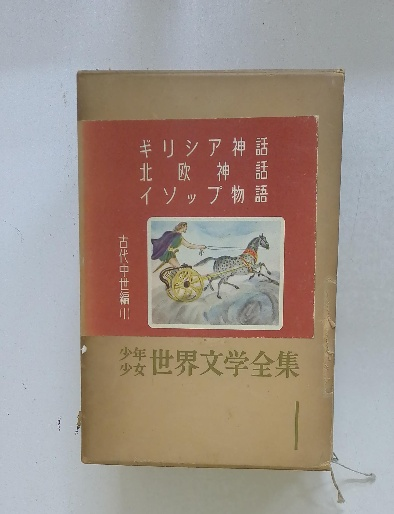 ギリシア神話
北欧神話
イソップ物語
古代中世編(1)
少年少女世界文学全集
1